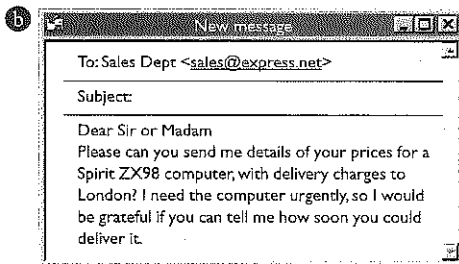 b
New message
To: Sales Dept <sales@express.net>
Subject:
Dear Sir or Madam
Please can you send me details of your prices for a
Spirit ZX98 computer, with delivery charges to
London? I need the computer urgently, so I would
be grateful if you can tell me how soon you could
deliver it.